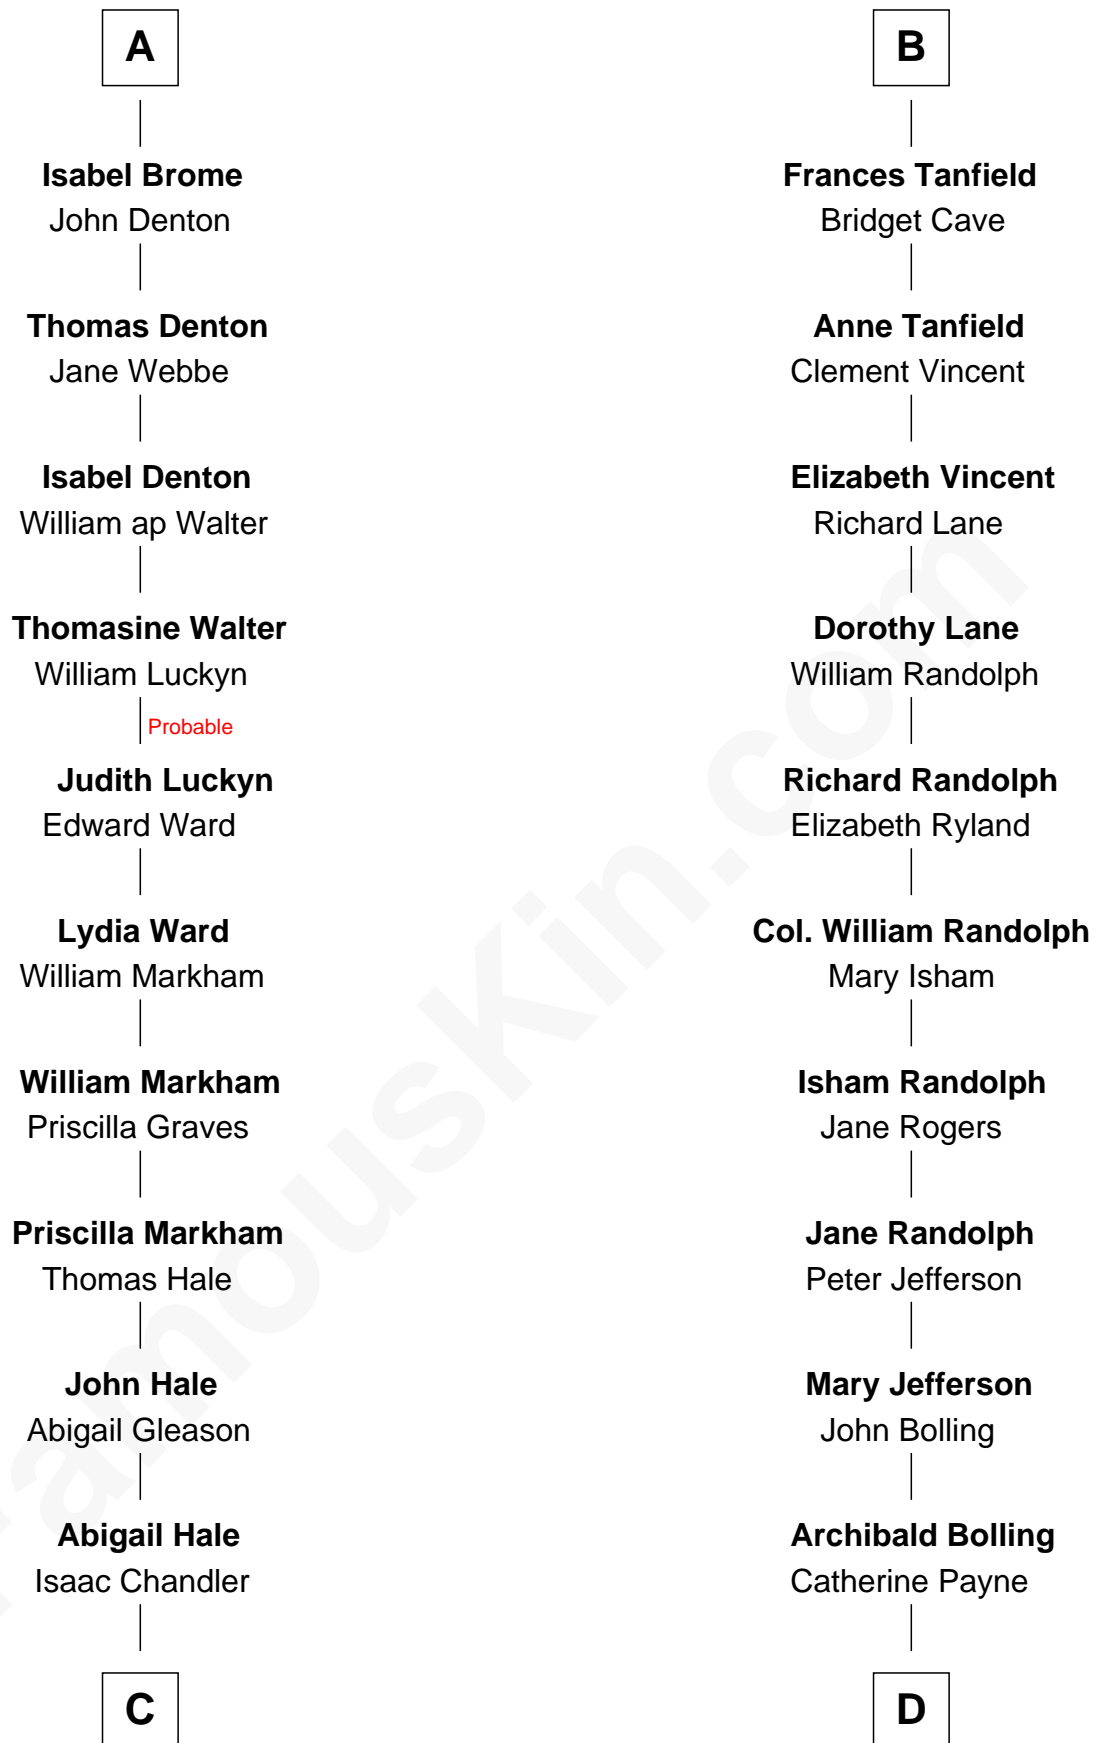 A
Isabel Brome
John Denton
Thomas Denton
Jane Webbe
Isabel Denton
William ap Walter
Thomasine Walter
William Luckyn
Probable
Judith Luckyn
Edward Ward
Lydia Ward
William Markham
William Markham
Priscilla Graves
Priscilla Markham
Thomas Hale
John Hale
Abigail Gleason
Abigail Hale
Isaac Chandler
C
B
Frances Tanfield
Bridget Cave
Anne Tanfield
Clement Vincent
Elizabeth Vincent
Richard Lane
Dorothy Lane
William Randolph
Richard Randolph
Elizabeth Ryland
Col. William Randolph
Mary Isham
Isham Randolph
Jane Rogers
Jane Randolph
Peter Jefferson
Mary Jefferson
John Bolling
Archibald Bolling
Catherine Payne
D
FamousKin.com